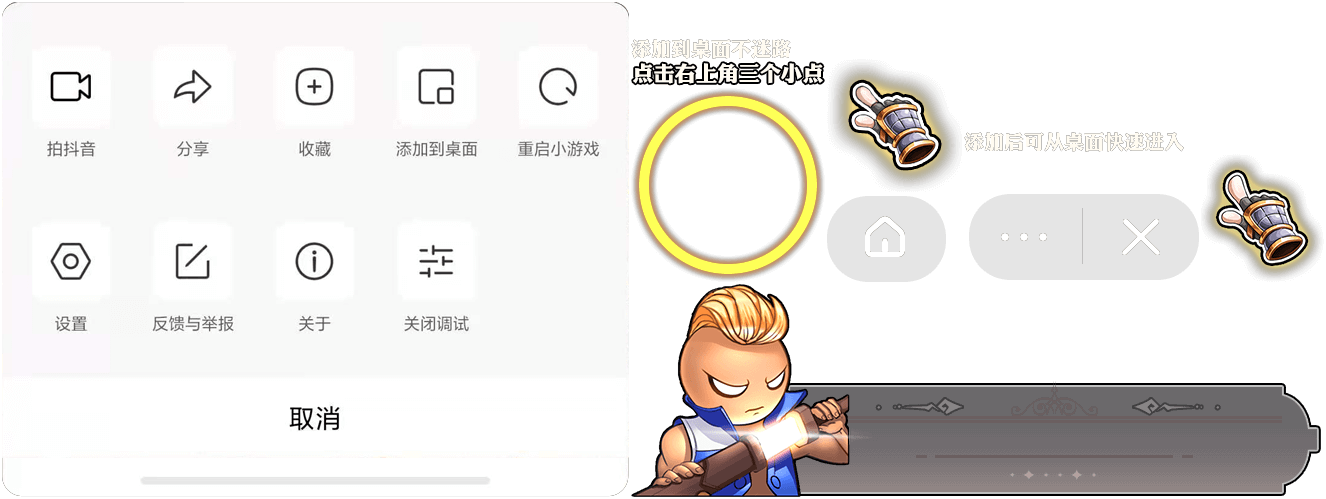 拍抖音
分享
收藏
添加到桌面
重启小游戏
设置
反馈与举报
关于
关闭调试
取消
添加到桌面不迷路
点击右上角三个小点
添加后可从桌面快速进入